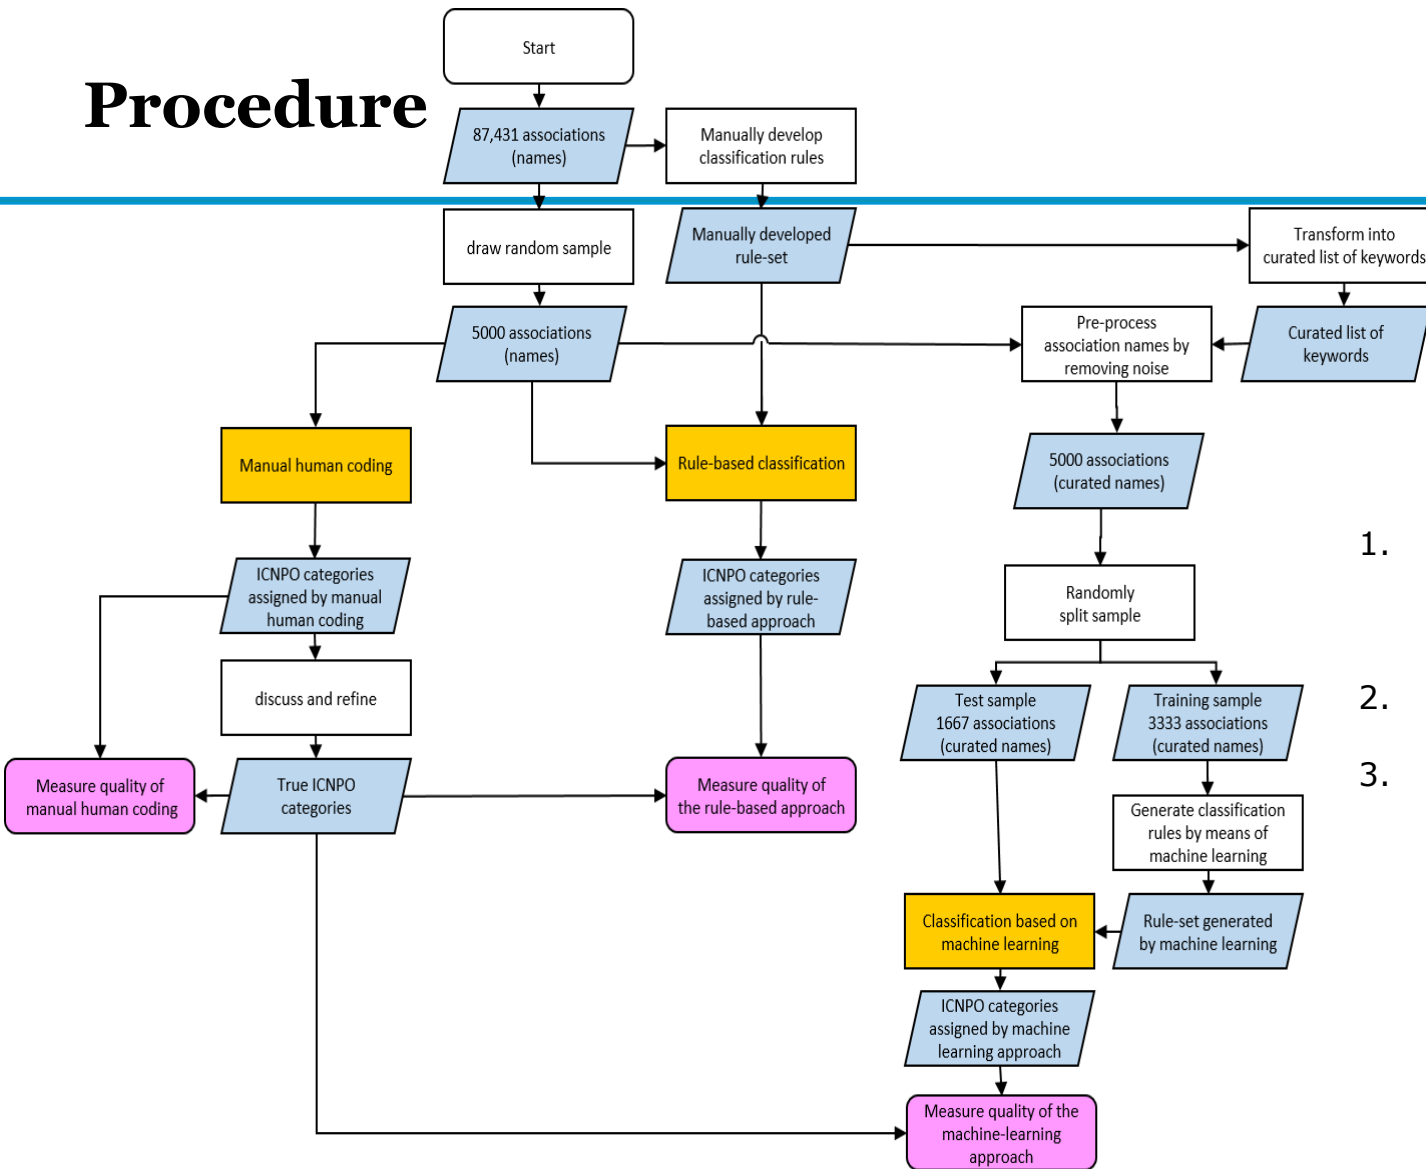 Start
Procedure
87,431 associations
(names)
Manually develop
classification rules
draw random sample
Manually developed
rule-set
Transform into
curated list of keywords
5000 associations
(names)
Pre-process
association names by
removing noise
Curated list of
keywords
Manual human coding
Rule-based classification
5000 associations
(curated names)
1.
ICNPO categories
assigned by manual
human coding
ICNPO categories
assigned by rule-
based approach
Randomly
split sample
discuss and refine
Test sample
1667 associations
(curated names)
Training sample
3333 associations
(curated names)
2.
Measure quality of
manual human coding
True ICNPO
categories
Measure quality of
the rule-based approach
3.
Generate classification
rules by means of
machine learning
Classification based on
machine learning
Rule-set generated
by machine learning
ICNPO categories
assigned by machine
learning approach
Measure quality of the
machine-learning
approach